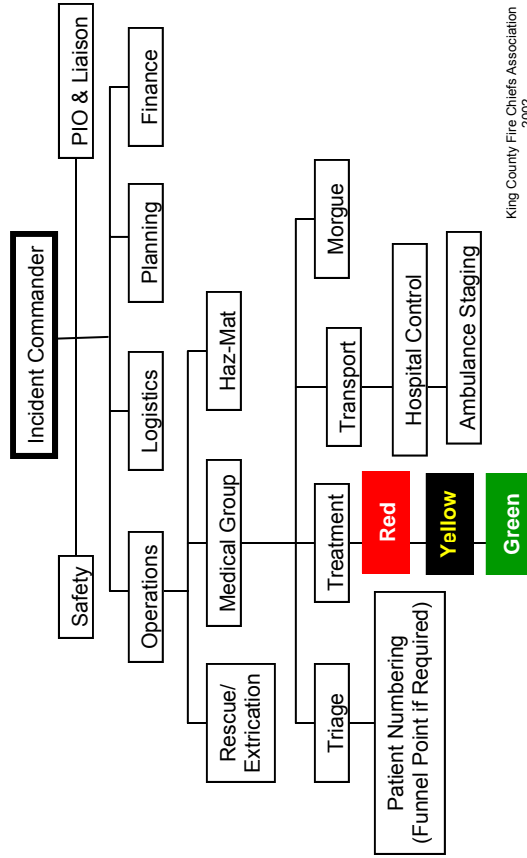 Incident Commander
Safety
PIO & Liaison
Operations
Logistics
Planning
Finance
Rescue/
Extrication
Medical Group
Haz-Mat
Triage
Treatment
Transport
Morgue
Patient Numbering
(Funnel Point if Required)
Red
Yellow
Green
Hospital Control
Ambulance Staging
King County Fire Chiefs Association
2002